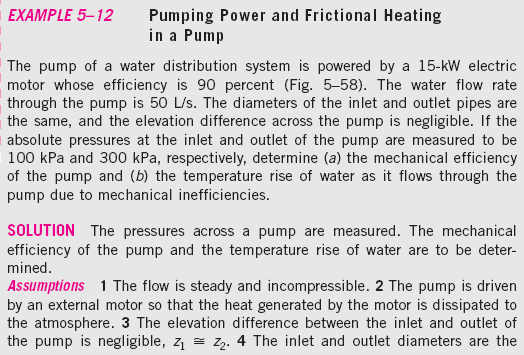 EXAMPLE 5–12 Pumping Power and Frictional Heating
in a Pump
The pump of a water distribution system is powered by a 15-kW electric
motor whose efficiency is 90 percent (Fig. 5–58). The water flow rate
through the pump is 50 L/s. The diameters of the inlet and outlet pipes are
the same, and the elevation difference across the pump is negligible. If the
absolute pressures at the inlet and outlet of the pump are measured to be
100 kPa and 300 kPa, respectively, determine (a) the mechanical efficiency
of the pump and (b) the temperature rise of water as it flows through the
pump due to mechanical inefficiencies.
SOLUTION The pressures across a pump are measured. The mechanical
efficiency of the pump and the temperature rise of water are to be deter-
mined.
Assumptions 1 The flow is steady and incompressible. 2 The pump is driven
by an external motor so that the heat generated by the motor is dissipated to
the atmosphere. 3 The elevation difference between the inlet and outlet of
the pump is negligible, z₁ ≅ z₂. 4 The inlet and outlet diameters are the